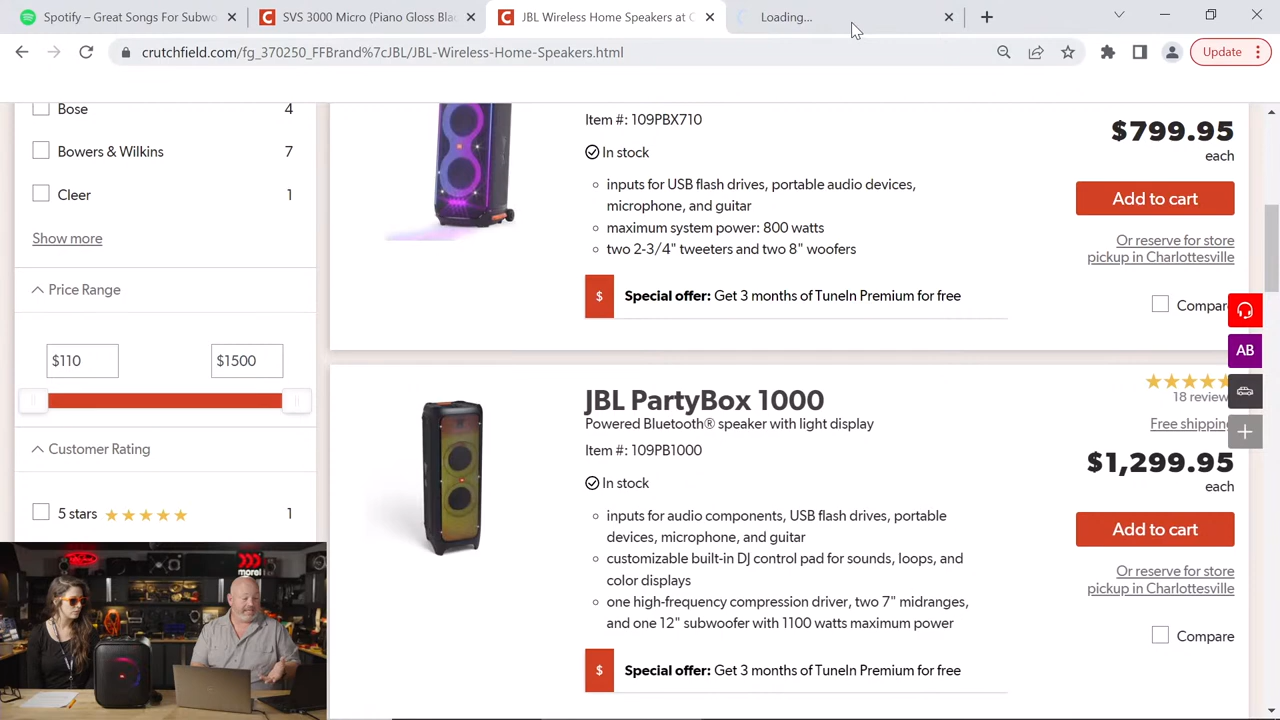 Spotify – Great Songs For Subwo
SVS 3000 Micro (Piano Gloss Bla
JBL Wireless Home Speakers at C
Loading...
crutchfield.com/fg_370250_FFBrand%7cJBL/JBL-Wireless-Home-Speakers.html
Update
Bose 4
Bowers & Wilkins 7
Cleer 1
Show more
Price Range
$110 $1500
Customer Rating
5 stars 1
Item #: 109PBX710
In stock
inputs for USB flash drives, portable audio devices,
microphone, and guitar
maximum system power: 800 watts
two 2-3/4" tweeters and two 8" woofers
$ Special offer: Get 3 months of TuneIn Premium for free
$799.95
each
Add to cart
Or reserve for store
pickup in Charlottesville
Compare
AB
JBL PartyBox 1000
Powered Bluetooth® speaker with light display
Item #: 109PB1000
In stock
inputs for audio components, USB flash drives, portable
devices, microphone, and guitar
customizable built-in DJ control pad for sounds, loops, and
color displays
one high-frequency compression driver, two 7" midranges,
and one 12" subwoofer with 1100 watts maximum power
$ Special offer: Get 3 months of TuneIn Premium for free
18 review
Free shipping
$1,299.95
each
Add to cart
Or reserve for store
pickup in Charlottesville
Compare
morel